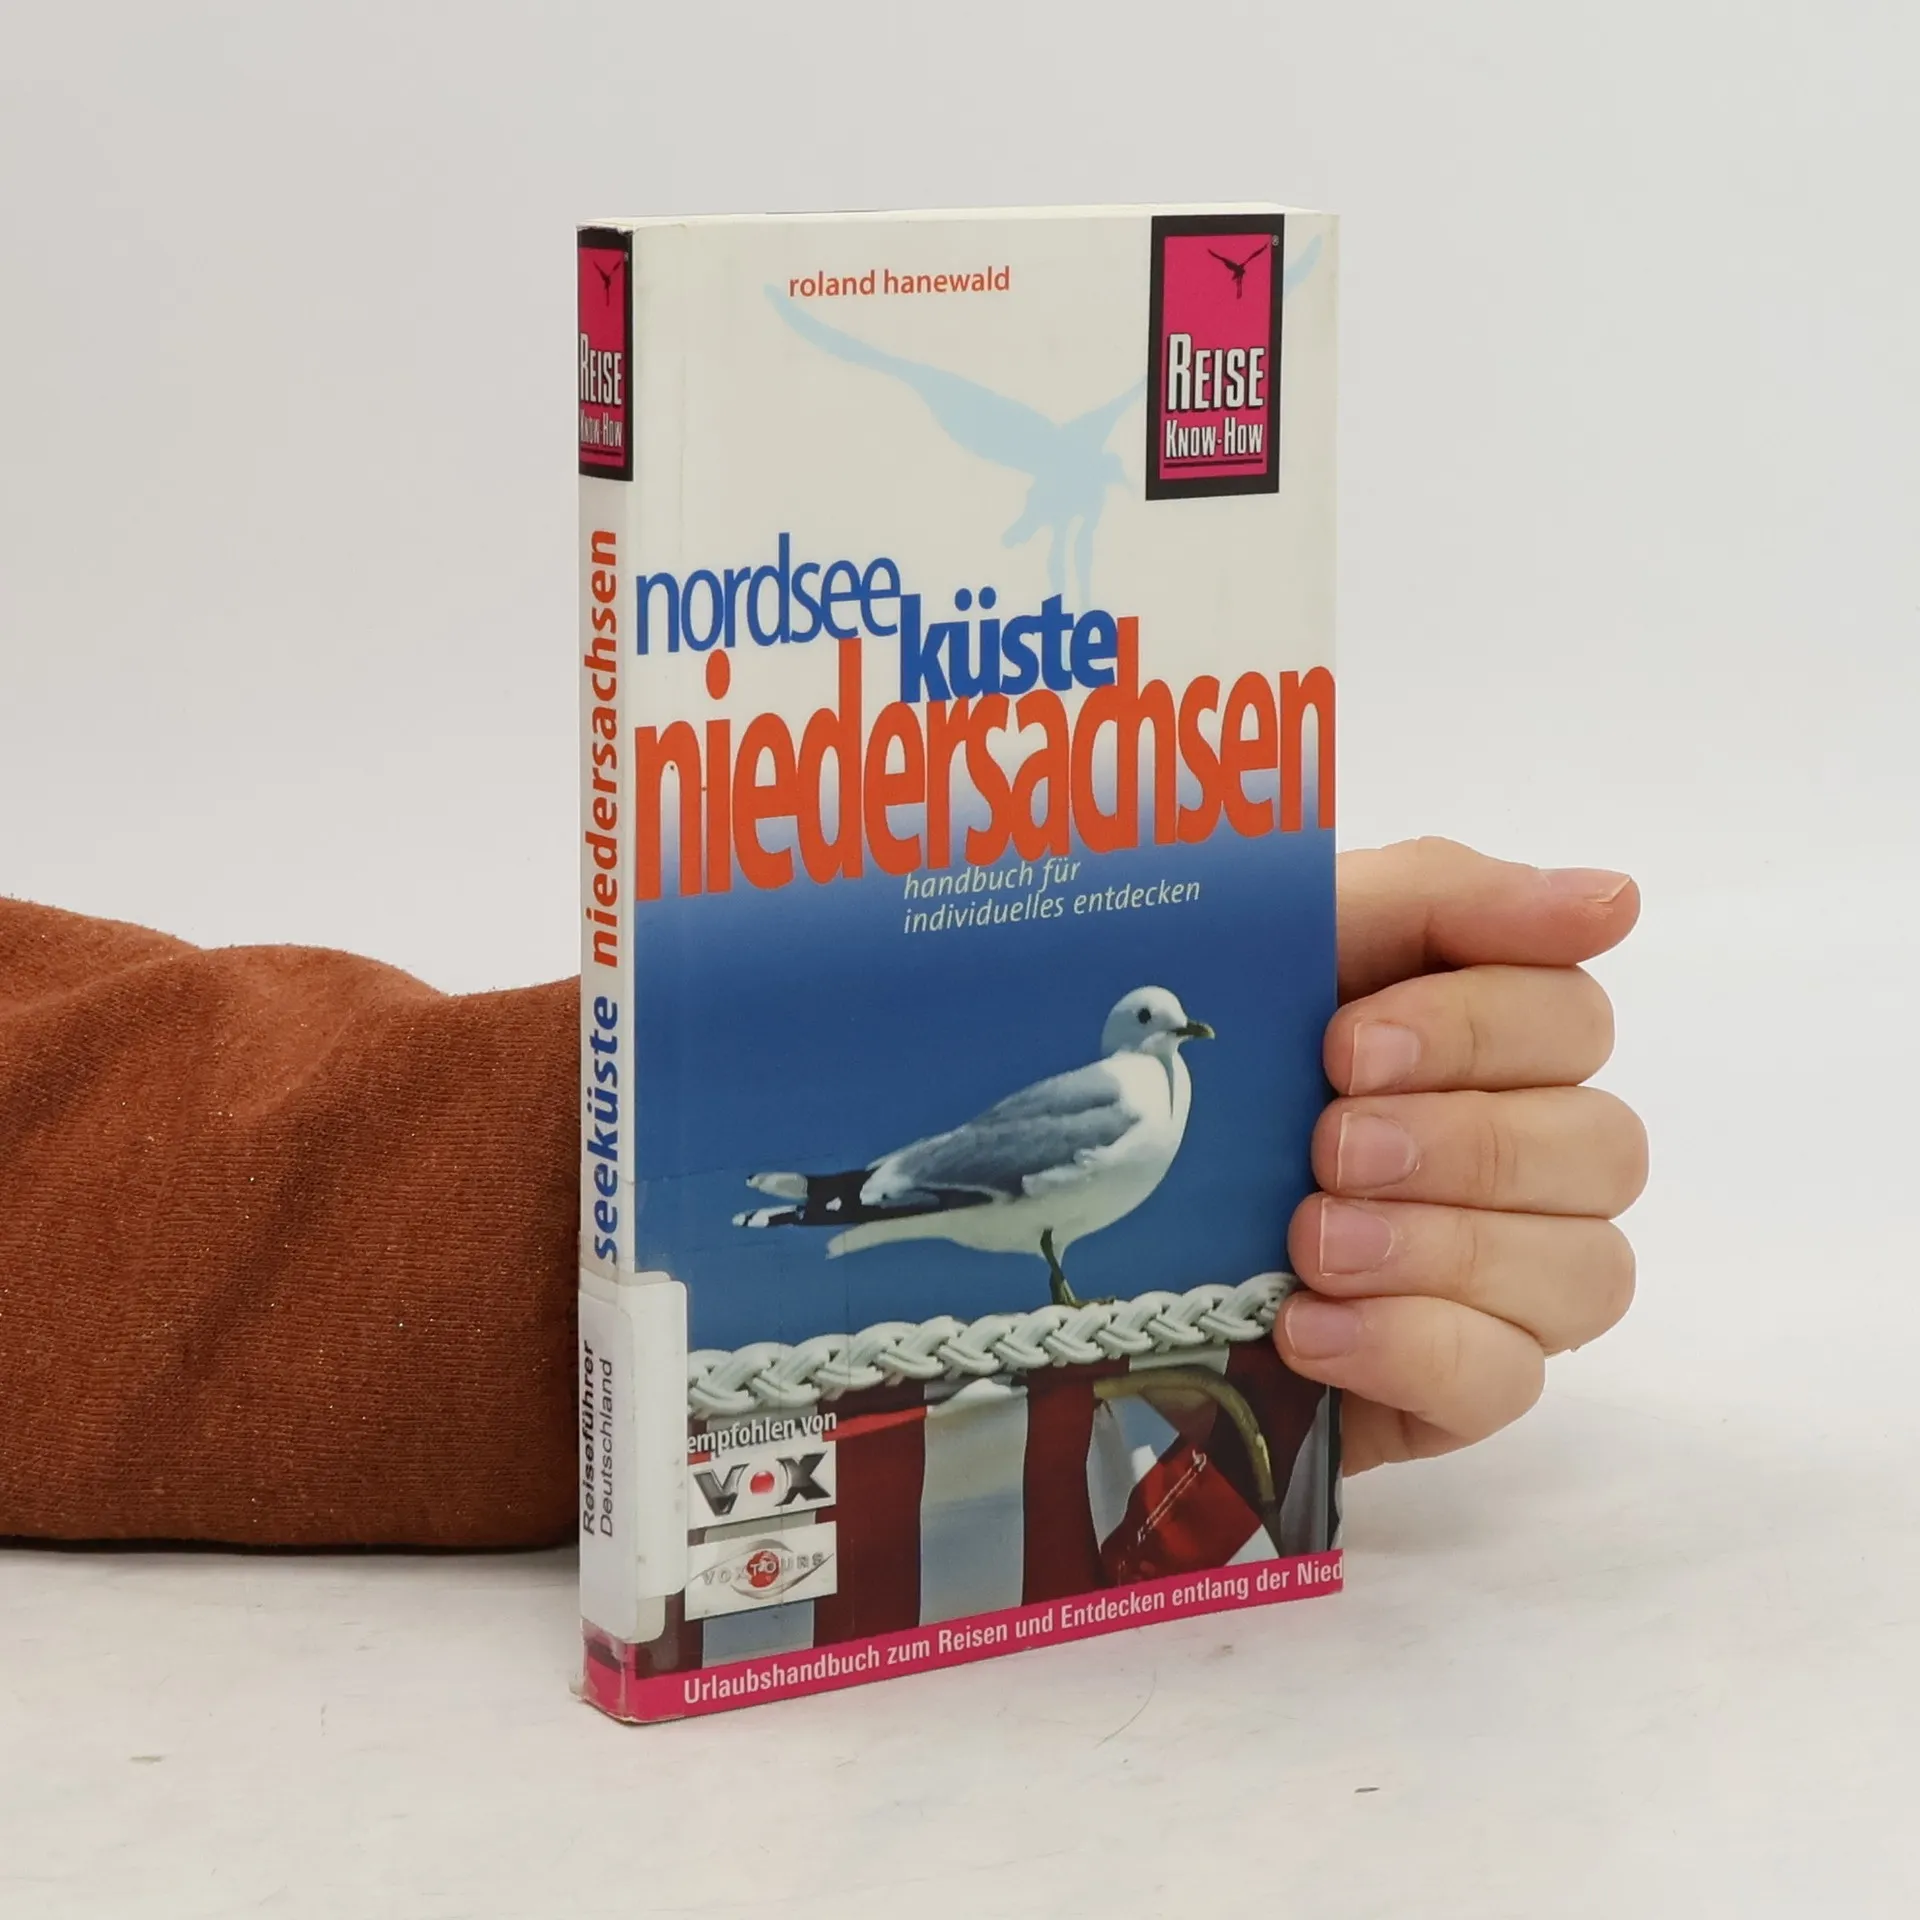 roland hanewald
REISE
KNOW-HOW
®
nordsee
küste
niedersachsen
handbuch für
individuelles entdecken
empfohlen von
VOX
VOXTOURS
Urlaubshandbuch zum Reisen und Entdecken entlang der Nied
REISE
KNOW-HOW
seeküste niedersachsen
Reiseführer
Deutschland